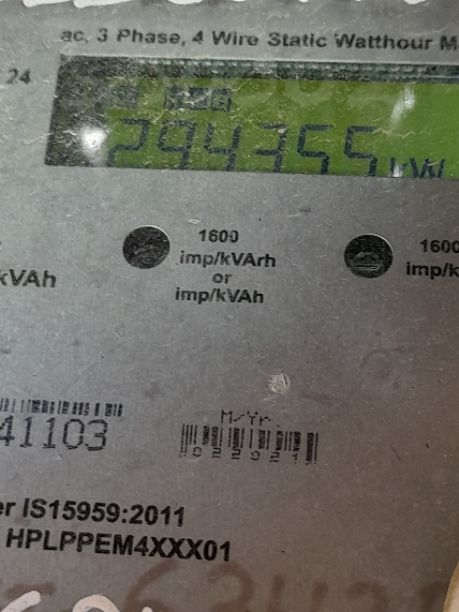 ac, 3 Phase, 4 Wire Static Watthour M
24
294355 kW
1600
imp/kVArh
or
imp/kVAh
1600
imp/k
kVAh
41103
M/Yr.
022021
er IS15959:2011
HPLPPEM4XXX01